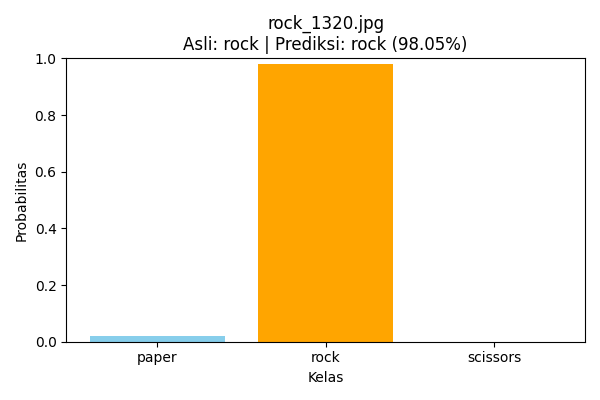 rock_1320.jpg
Asli: rock | Prediksi: rock (98.05%)
1.0
0.8
0.6
0.4
0.2
0.0
Probabilitas
paper
rock
scissors
Kelas